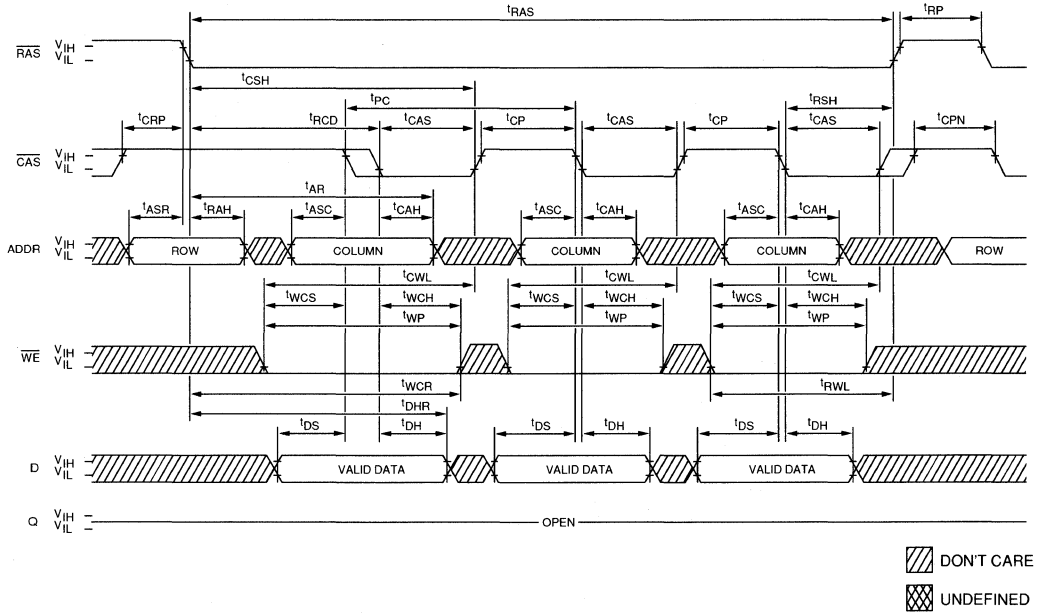 tRAS
tRP
RAS VIH
VIL
tCSH
tPC
tRSH
tCRP
tRCD
tCAS
tCP
tCAS
tCP
tCAS
tCPN
CAS VIH
VIL
tAR
tASR
tRAH
tASC
tCAH
tASC
tCAH
tASC
tCAH
ADDR VIH
VIL
ROW
COLUMN
COLUMN
COLUMN
ROW
tCWL
tCWL
tCWL
tWCS
tWCH
tWCS
tWCH
tWCS
tWCH
tWP
tWP
tWP
WE VIH
VIL
tWCR
tRWL
tDHR
tDS
tDH
tDS
tDH
tDS
tDH
D VIH
VIL
VALID DATA
VALID DATA
VALID DATA
Q VIH
VIL
OPEN
DON'T CARE
UNDEFINED